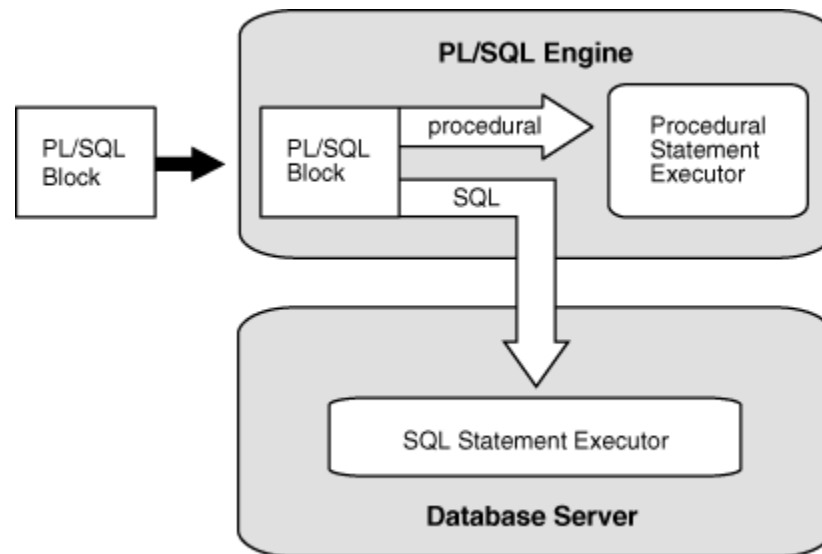 PL/SQL Engine
PL/SQL
Block
PL/SQL
Block
procedural
SQL
Procedural
Statement
Executor
SQL Statement Executor
Database Server